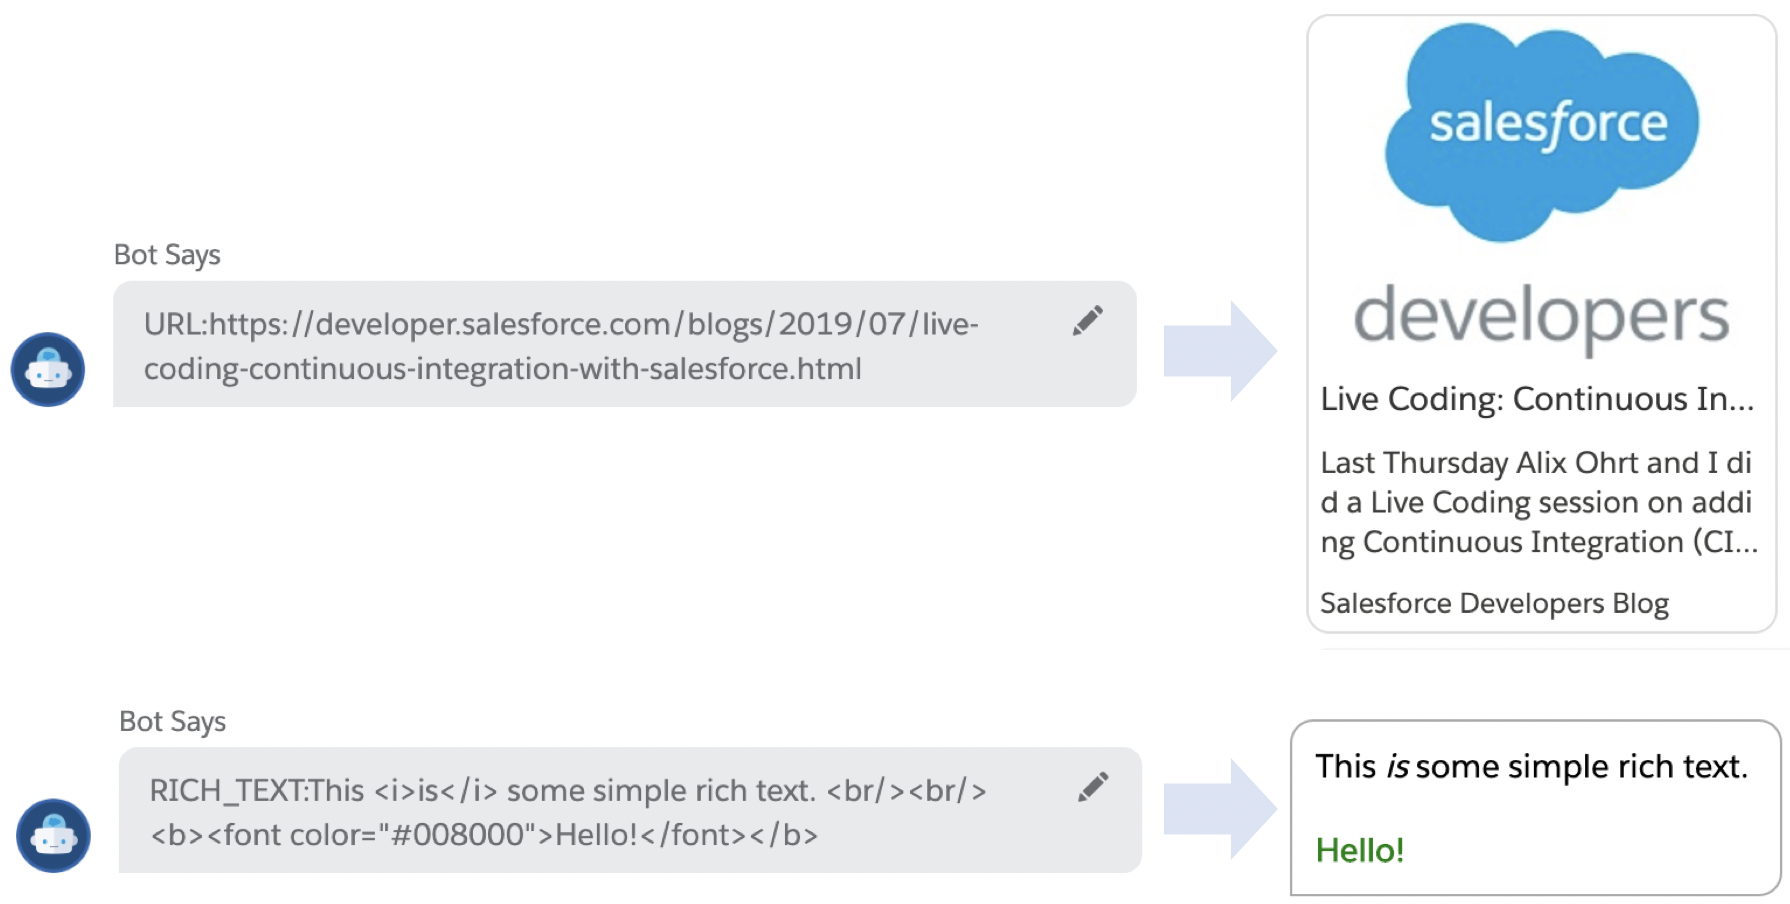 Bot Says
URL:https://developer.salesforce.com/blogs/2019/07/live-
coding-continuous-integration-with-salesforce.html
salesforce
developers
Live Coding: Continuous In...
Last Thursday Alix Ohrt and I di
d a Live Coding session on addi
ng Continuous Integration (CI...
Salesforce Developers Blog
Bot Says
RICH_TEXT:This <i>is</i> some simple rich text. <br/><br/>
<b><font color="#008000">Hello!</font></b>
This is some simple rich text.
Hello!